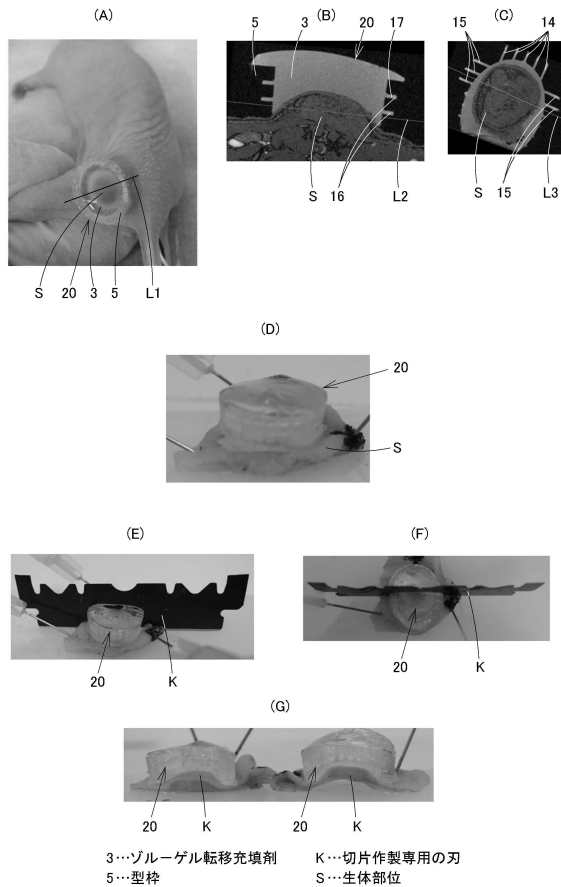 (A)
S
20
3
5
L1
(B)
5
3
20
17
S
16
L2
(C)
15
14
S
15
L3
(D)
20
S
(E)
20
K
(F)
20
K
(G)
20
K
20
K
3…ゾルーゲル転移充填剤
K…切片作製専用の刃
5…型枠
S…生体部位